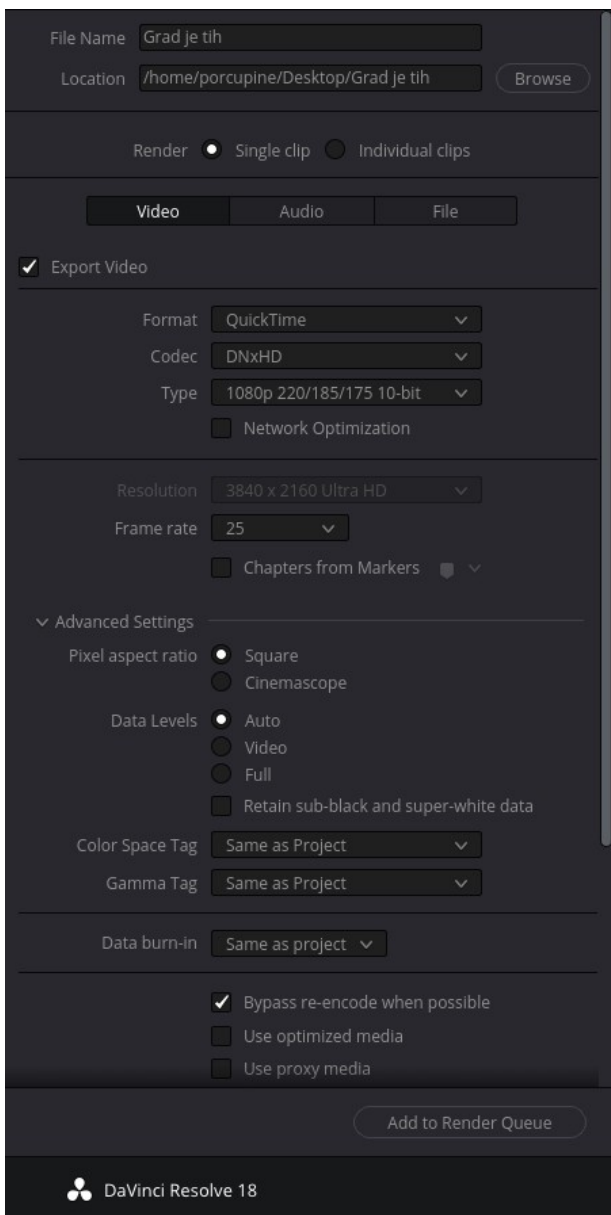 File Name Grad je tih
Location /home/porcupine/Desktop/Grad je tih Browse
Render Single clip Individual clips
Video Audio File
Export Video
Format QuickTime
Codec DNxHD
Type 1080p 220/185/175 10-bit
Network Optimization
Resolution 3840 x 2160 Ultra HD
Frame rate 25
Chapters from Markers
Advanced Settings
Pixel aspect ratio Square
Cinemascope
Data Levels Auto
Video
Full
Retain sub-black and super-white data
Color Space Tag Same as Project
Gamma Tag Same as Project
Data burn-in Same as project
Bypass re-encode when possible
Use optimized media
Use proxy media
Add to Render Queue
DaVinci Resolve 18